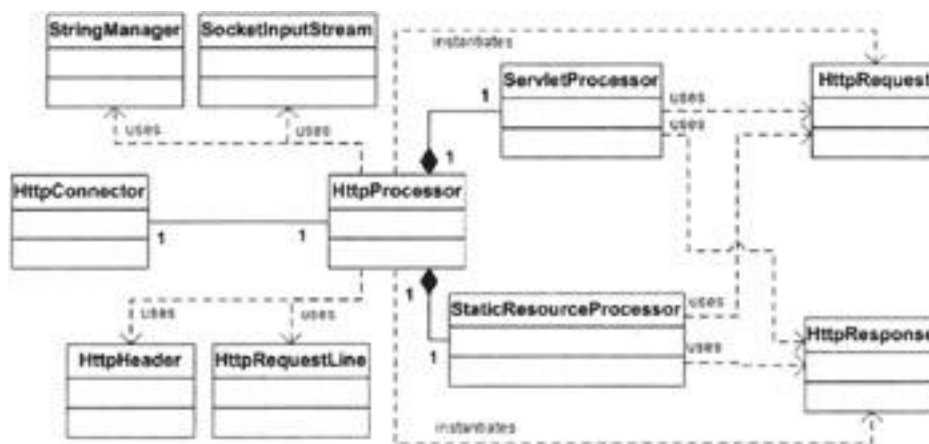 StringManager
SocketInputStream
instantiates
ServletProcessor
HttpRequest
1
uses
uses
uses
uses
1
HttpConnector
HttpProcessor
1
1
1
StaticResourceProcessor
uses
uses
uses
1
uses
HttpResponse
HttpHeader
HttpRequestLine
instantiates